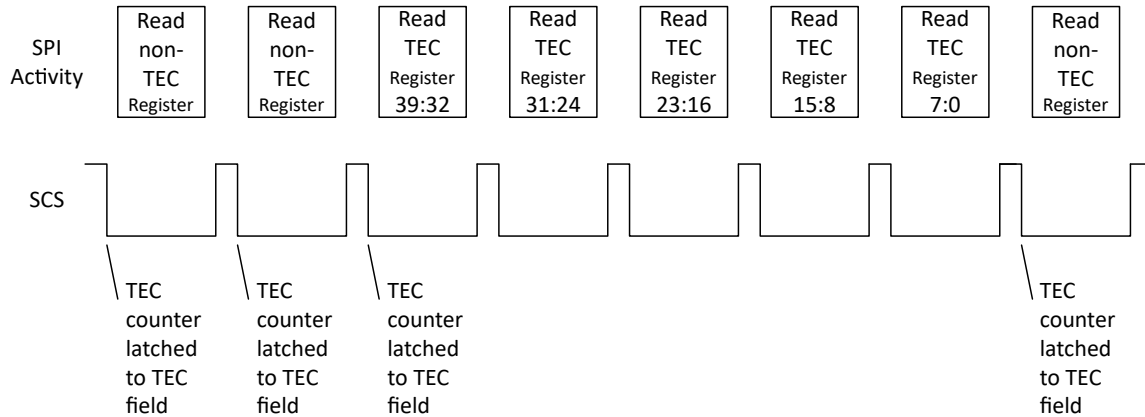 SPI
Activity
Read
non-
TEC
Register
Read
non-
TEC
Register
Read
TEC
Register
39:32
Read
TEC
Register
31:24
Read
TEC
Register
23:16
Read
TEC
Register
15:8
Read
TEC
Register
7:0
Read
non-
TEC
Register
SCS
TEC
counter
latched
to TEC
field
TEC
counter
latched
to TEC
field
TEC
counter
latched
to TEC
field
TEC
counter
latched
to TEC
field